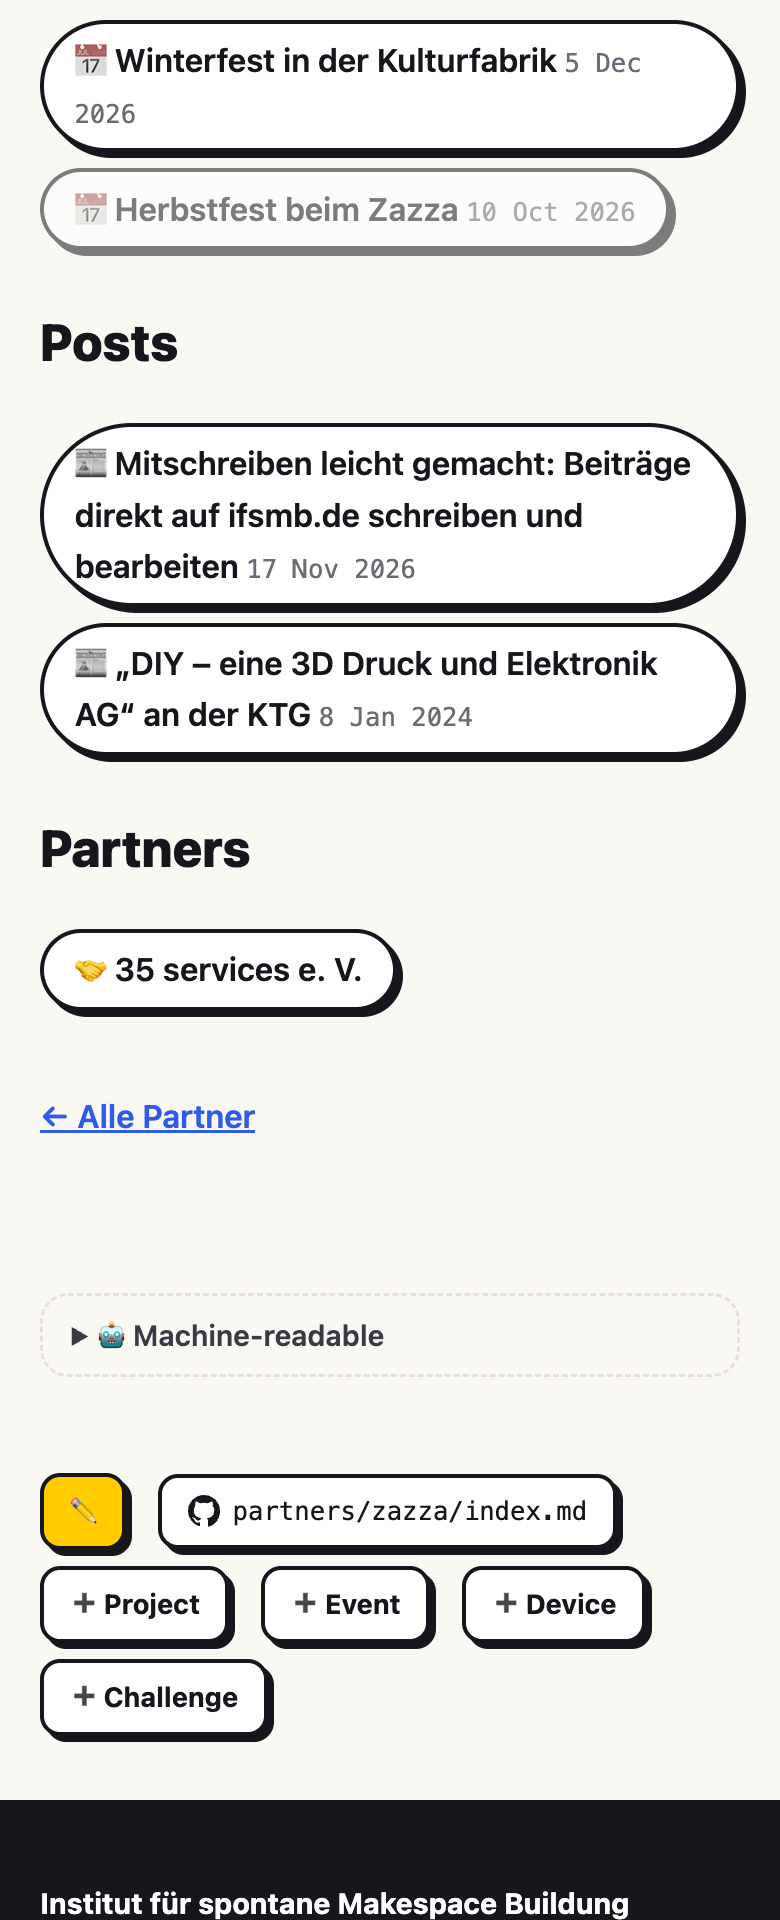 Winterfest in der Kulturfabrik 5 Dec
2026
Herbstfest beim Zazza 10 Oct 2026
Posts
Mitschreiben leicht gemacht: Beiträge
direkt auf ifsmb.de schreiben und
bearbeiten 17 Nov 2026
„DIY – eine 3D Druck und Elektronik
AG“ an der KTG 8 Jan 2024
Partners
35 services e. V.
← Alle Partner
Machine-readable
partners/zazza/index.md
+ Project + Event + Device
+ Challenge
Institut für spontane Makespace Buildung